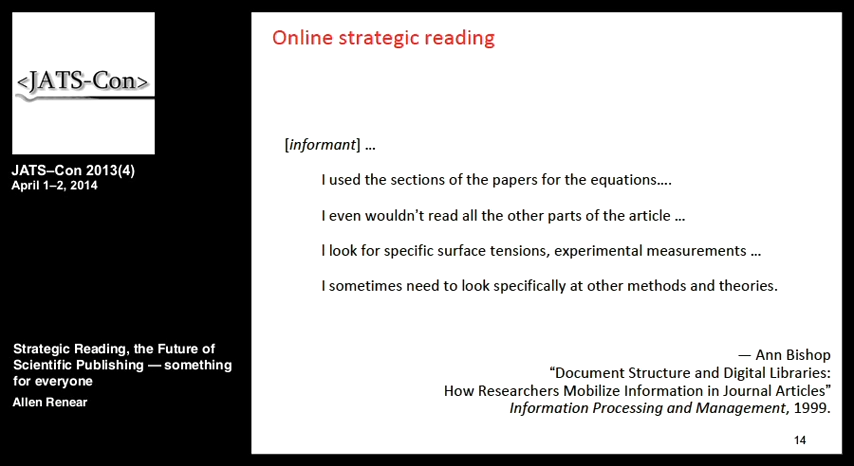 <JATS-Con>
JATS–Con 2013(4)
April 1–2, 2014
Strategic Reading, the Future of
Scientific Publishing — something
for everyone
Allen Renear
Online strategic reading
[informant] ...
I used the sections of the papers for the equations....
I even wouldn't read all the other parts of the article ...
I look for specific surface tensions, experimental measurements ...
I sometimes need to look specifically at other methods and theories.
— Ann Bishop
“Document Structure and Digital Libraries:
How Researchers Mobilize Information in Journal Articles”
Information Processing and Management, 1999.
14